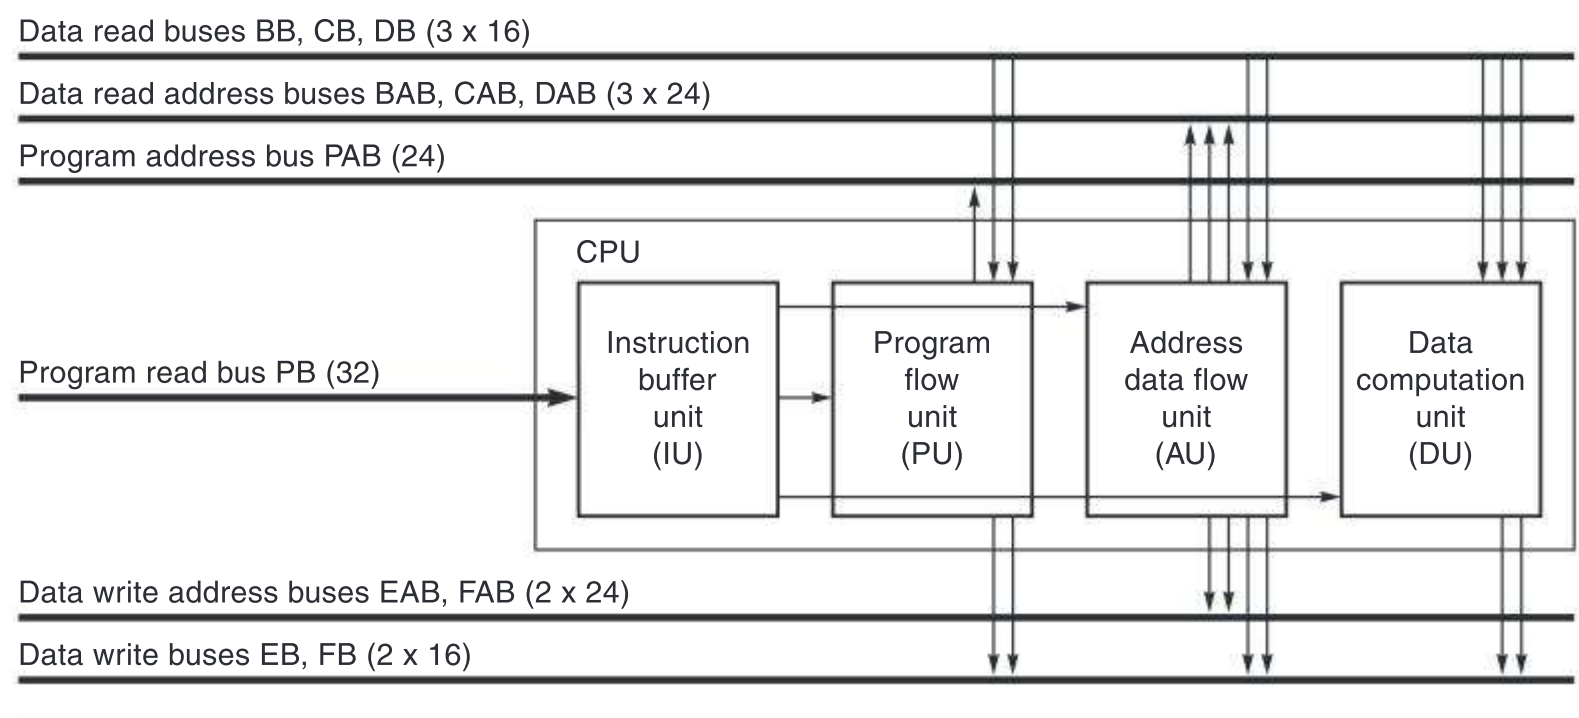 Data read buses BB, CB, DB (3 x 16)
Data read address buses BAB, CAB, DAB (3 x 24)
Program address bus PAB (24)
CPU
Instruction
buffer
unit
(IU)
Program
flow
unit
(PU)
Address
data flow
unit
(AU)
Data
computation
unit
(DU)
Program read bus PB (32)
Data write address buses EAB, FAB (2 x 24)
Data write buses EB, FB (2 x 16)